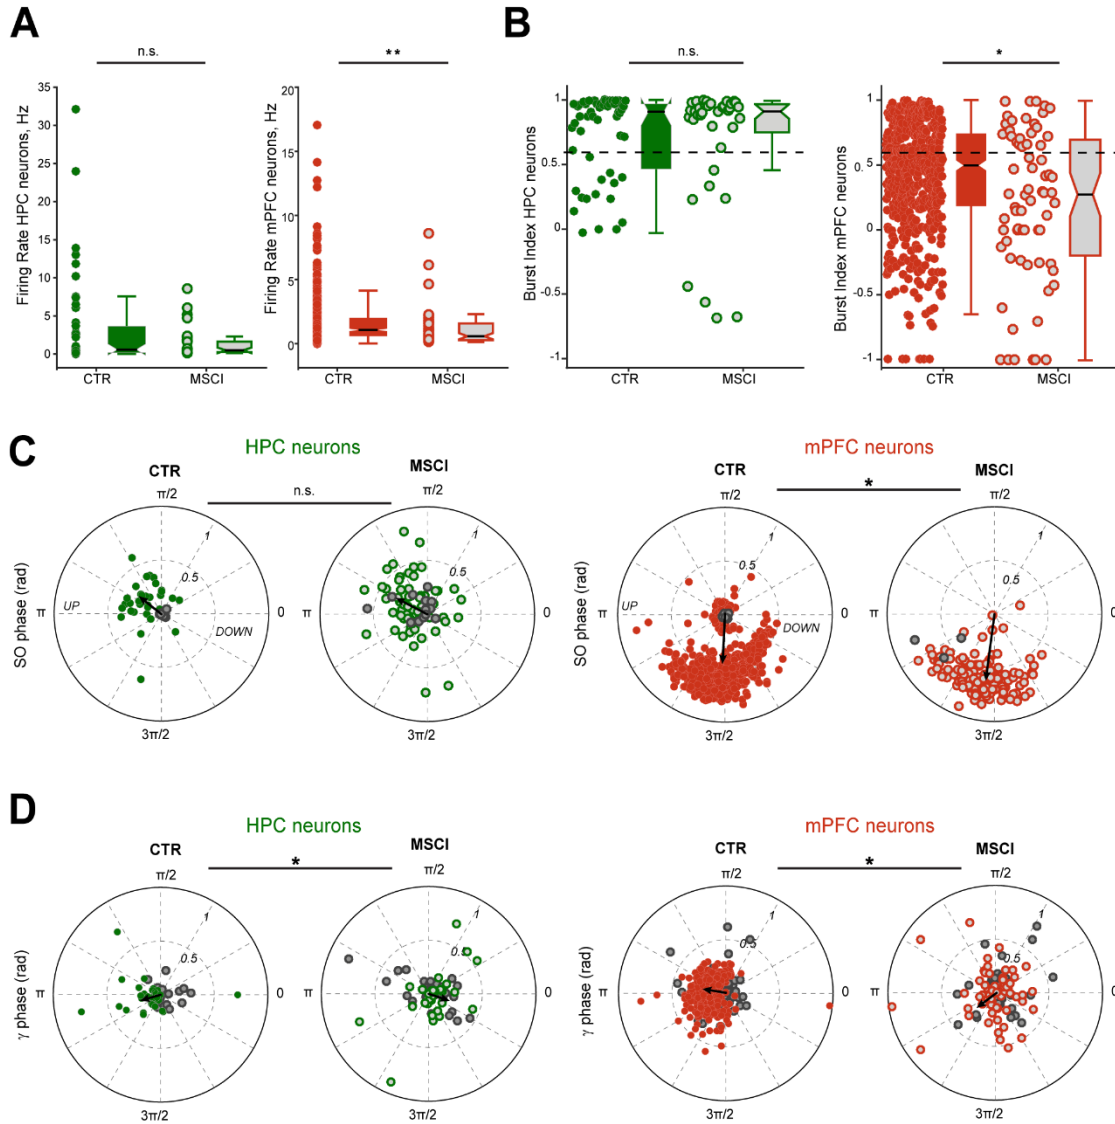 A
B
n.s.
**
n.s.
*
Firing Rate HPC neurons, Hz
35
30
25
20
15
10
5
0
CTR
MSCI
Firing Rate mPFC neurons, Hz
20
15
10
5
0
CTR
MSCI
Burst Index HPC neurons
1
0.5
0
-0.5
-1
CTR
MSCI
Burst Index mPFC neurons
1
0.5
0
-0.5
-1
CTR
MSCI
C
HPC neurons
mPFC neurons
CTR
n.s.
MSCI
CTR
*
MSCI
π/2
π/2
π/2
π/2
SO phase (rad)
π
UP
1
0.5
DOWN
0
3π/2
π
1
0.5
0
3π/2
SO phase (rad)
π
UP
1
0.5
DOWN
0
3π/2
π
1
0.5
0
3π/2
D
HPC neurons
mPFC neurons
CTR
*
MSCI
CTR
*
MSCI
π/2
π/2
π/2
π/2
γ phase (rad)
π
1
0.5
0
3π/2
π
1
0.5
0
3π/2
γ phase (rad)
π
1
0.5
0
3π/2
π
1
0.5
0
3π/2